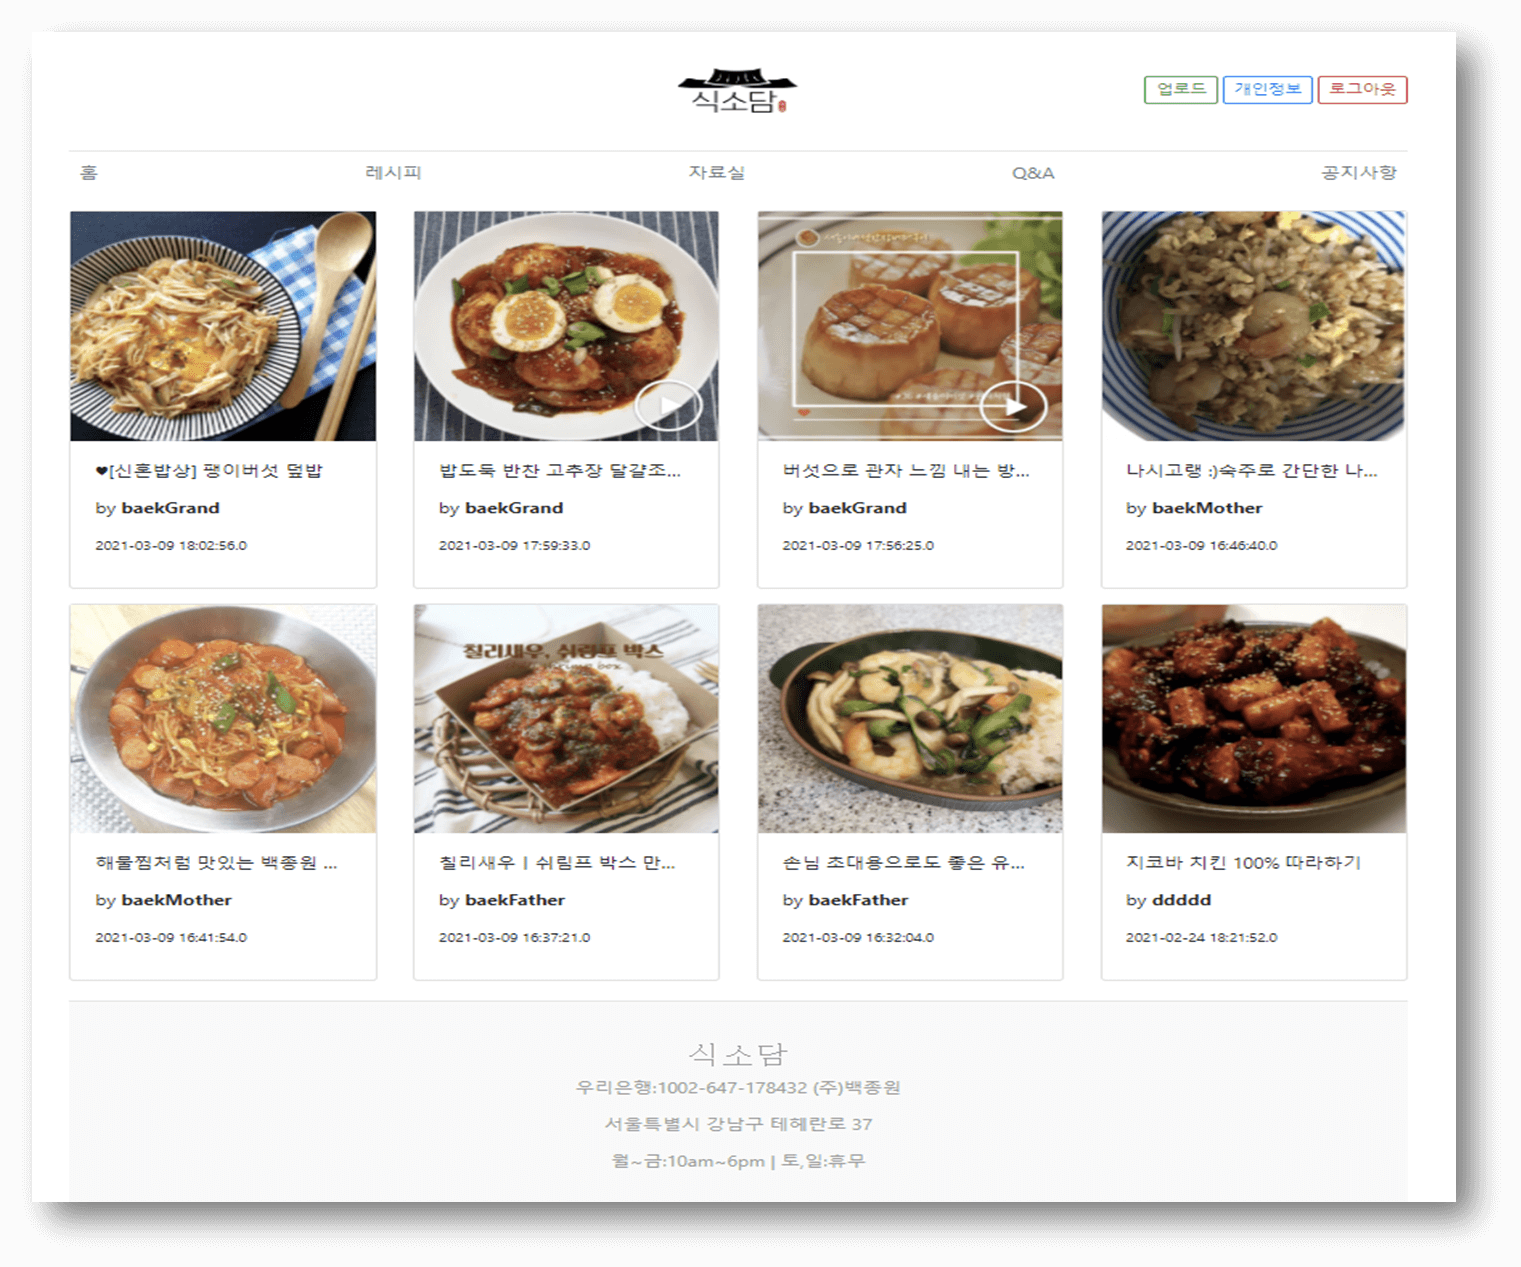 식소담
업로드 개인정보 로그아웃
홈 레시피 자료실 Q&A 공지사항
❤[신혼밥상] 팽이버섯 덮밥
by baekGrand
2021-03-09 18:02:56.0
밥도둑 반찬 고추장 달걀조...
by baekGrand
2021-03-09 17:59:33.0
버섯으로 관자 느낌 내는 방...
by baekGrand
2021-03-09 17:56:25.0
나시고랭 :)숙주로 간단한 나...
by baekMother
2021-03-09 16:46:40.0
칠리새우, 쉬림프 박스
해물찜처럼 맛있는 백종원 ...
by baekMother
2021-03-09 16:41:54.0
칠리새우ㅣ쉬림프 박스 만...
by baekFather
2021-03-09 16:37:21.0
손님 초대용으로도 좋은 유...
by baekFather
2021-03-09 16:32:04.0
지코바 치킨 100% 따라하기
by ddddd
2021-02-24 18:21:52.0
식소담
우리은행:1002-647-178432 (주)백종원
서울특별시 강남구 테헤란로 37
월~금:10am~6pm | 토,일:휴무